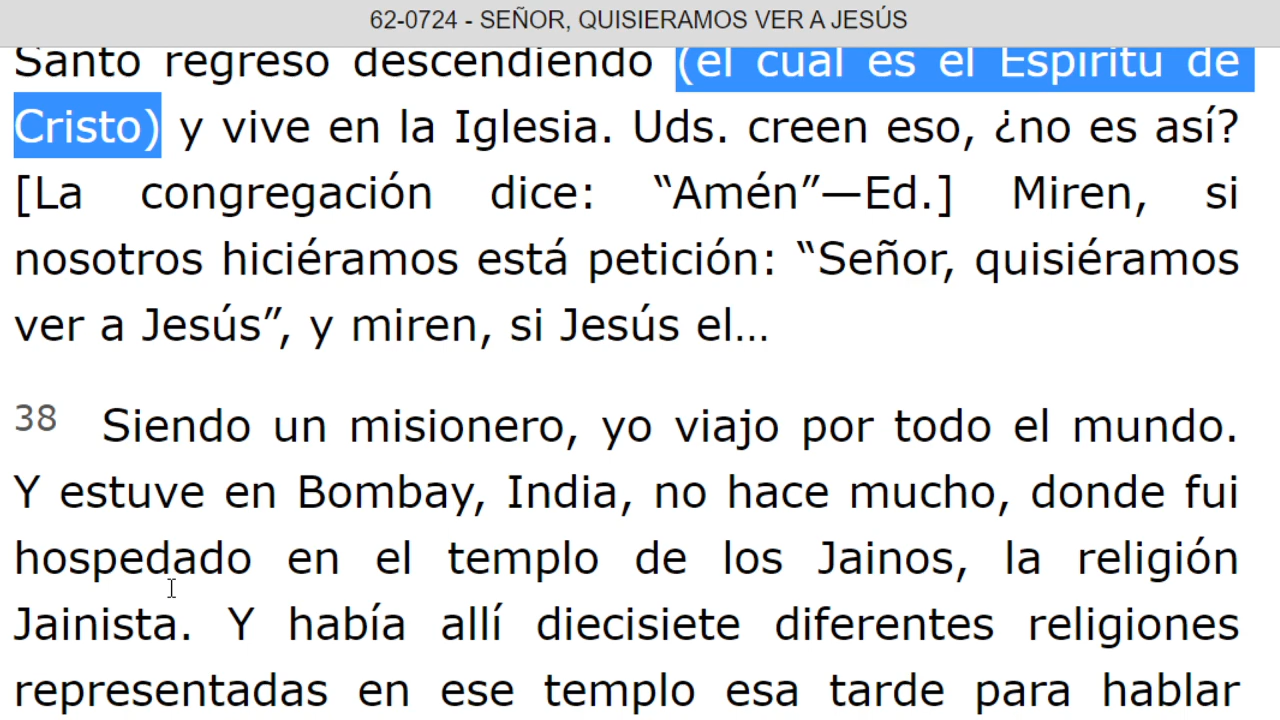 62-0724 - SEÑOR, QUISIERAMOS VER A JESÚS
Santo regresó descendiendo (el cual es el Espíritu de
Cristo) y vive en la Iglesia. Uds. creen eso, ¿no es así?
[La congregación dice: “Amén”—Ed.] Miren, si
nosotros hiciéramos está petición: “Señor, quisiéramos
ver a Jesús”, y miren, si Jesús el...
38 Siendo un misionero, yo viajo por todo el mundo.
Y estuve en Bombay, India, no hace mucho, donde fui
hospedado en el templo de los Jainos, la religión
Jainista. Y había allí diecisiete diferentes religiones
representadas en ese templo esa tarde para hablar